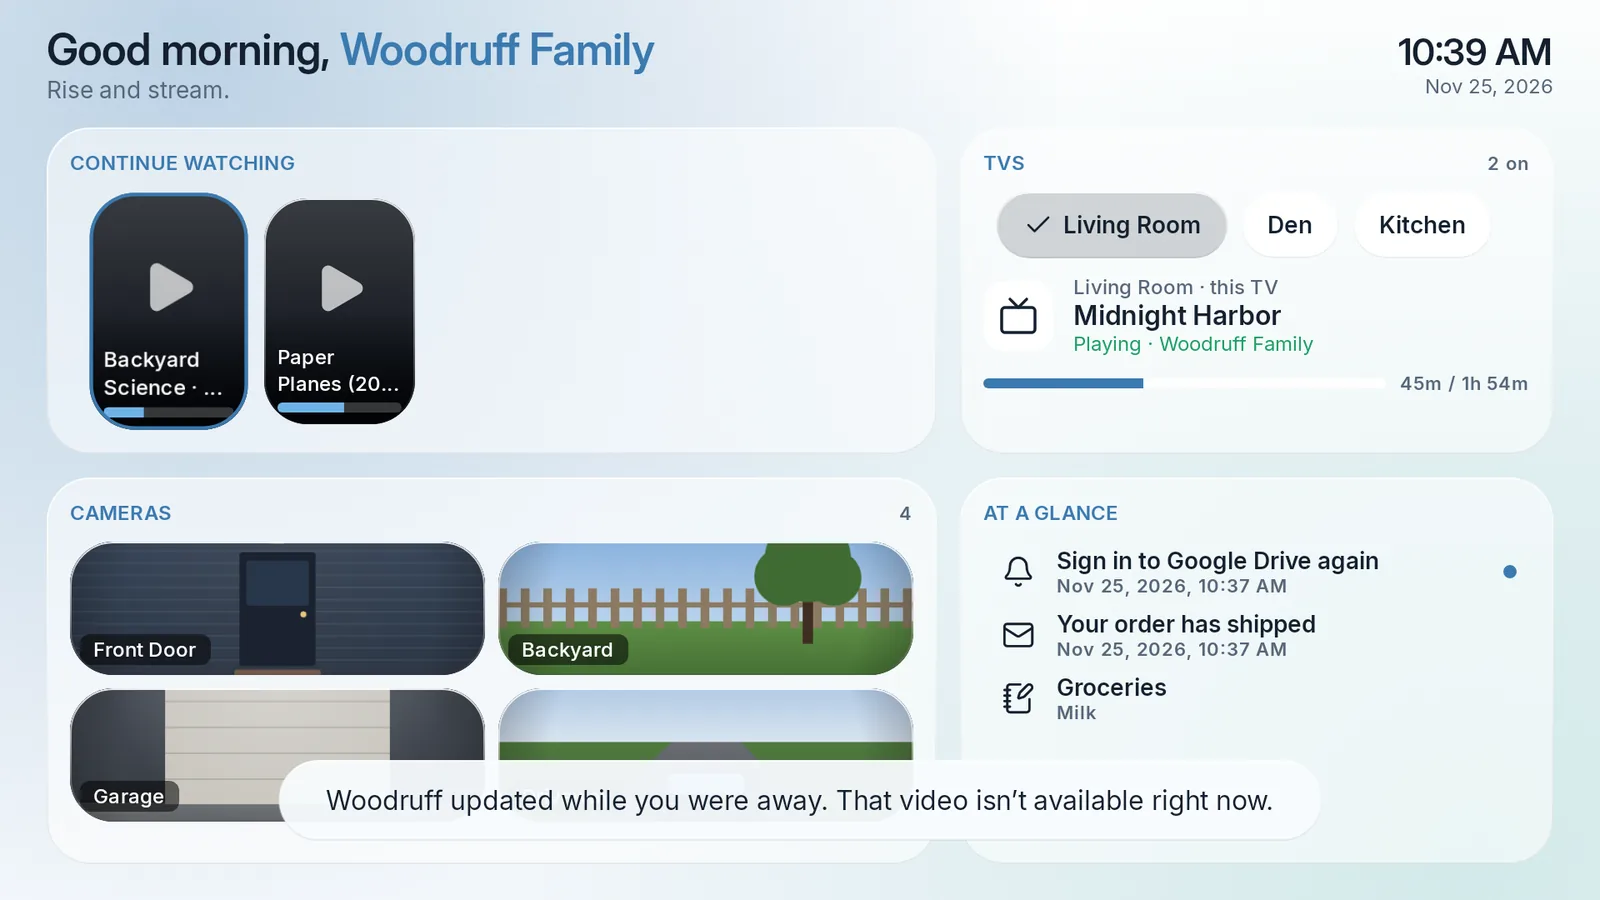 Good morning, Woodruff Family
Rise and stream.
10:39 AM
Nov 25, 2026
CONTINUE WATCHING
Backyard
Science · ...
Paper
Planes (20...
TVS
2 on
Living Room
Den
Kitchen
Living Room · this TV
Midnight Harbor
Playing · Woodruff Family
45m / 1h 54m
CAMERAS
4
Front Door
Backyard
Garage
AT A GLANCE
Sign in to Google Drive again
Nov 25, 2026, 10:37 AM
Your order has shipped
Nov 25, 2026, 10:37 AM
Groceries
Milk
Woodruff updated while you were away. That video isn’t available right now.